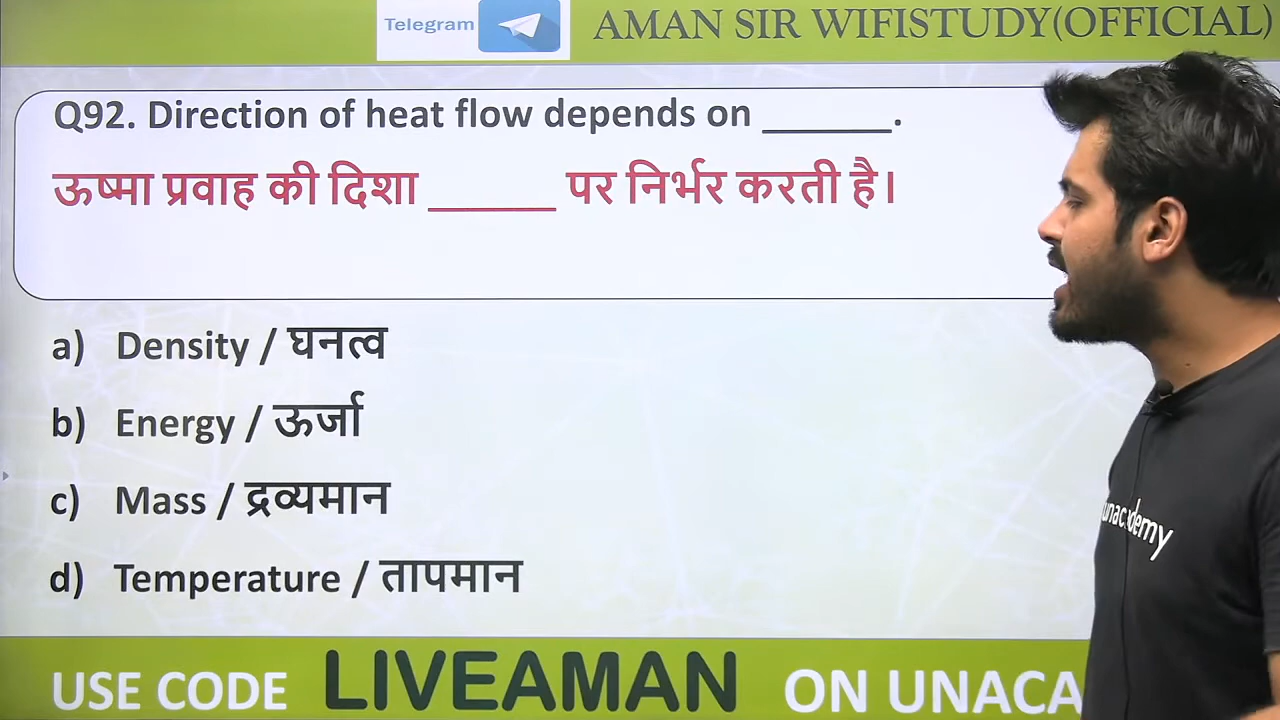 Telegram
AMAN SIR WIFISTUDY(OFFICIAL)
Q92. Direction of heat flow depends on ______.
ऊष्मा प्रवाह की दिशा ______ पर निर्भर करती है।
a) Density / घनत्व
b) Energy / ऊर्जा
c) Mass / द्रव्यमान
d) Temperature / तापमान
unacademy
USE CODE LIVEAMAN ON UNACA